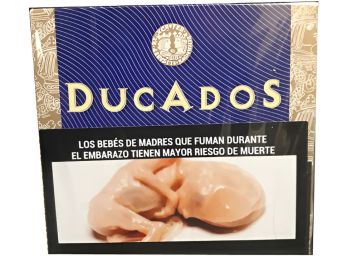 DUCADOS
LOS BEBÉS DE MADRES QUE FUMAN DURANTE
EL EMBARAZO TIENEN MAYOR RIESGO DE MUERTE